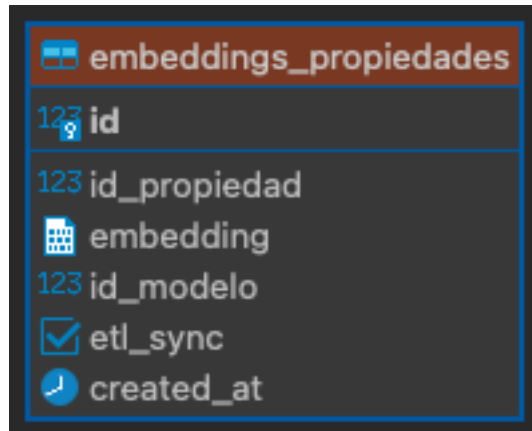 embeddings_propiedades
123 id
123 id_propiedad
embedding
123 id_modelo
etl_sync
created_at